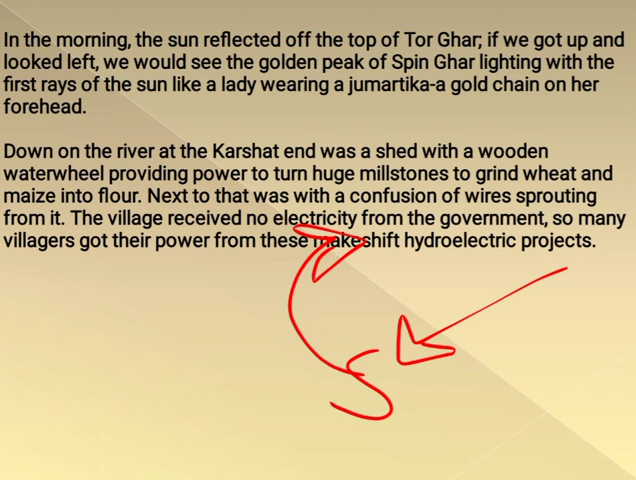 In the morning, the sun reflected off the top of Tor Ghar; if we got up and
looked left, we would see the golden peak of Spin Ghar lighting with the
first rays of the sun like a lady wearing a jumartika-a gold chain on her
forehead.
Down on the river at the Karshat end was a shed with a wooden
waterwheel providing power to turn huge millstones to grind wheat and
maize into flour. Next to that was with a confusion of wires sprouting
from it. The village received no electricity from the government, so many
villagers got their power from these makeshift hydroelectric projects.
S